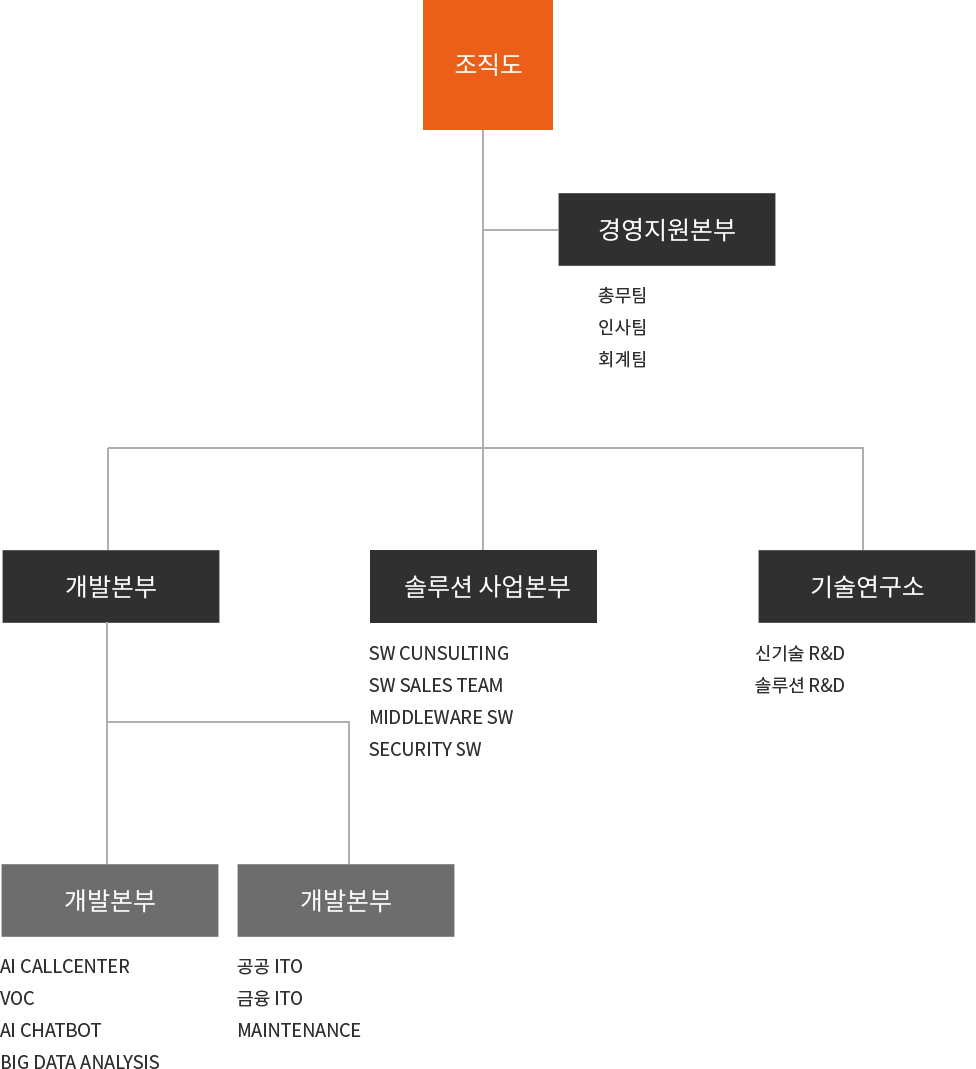 조직도
경영지원본부
총무팀
인사팀
회계팀
개발본부
솔루션 사업본부
기술연구소
SW CUNSULTING
SW SALES TEAM
MIDDLEWARE SW
SECURITY SW
신기술 R&D
솔루션 R&D
개발본부
개발본부
AI CALLCENTER
VOC
AI CHATBOT
BIG DATA ANALYSIS
공공 ITO
금융 ITO
MAINTENANCE